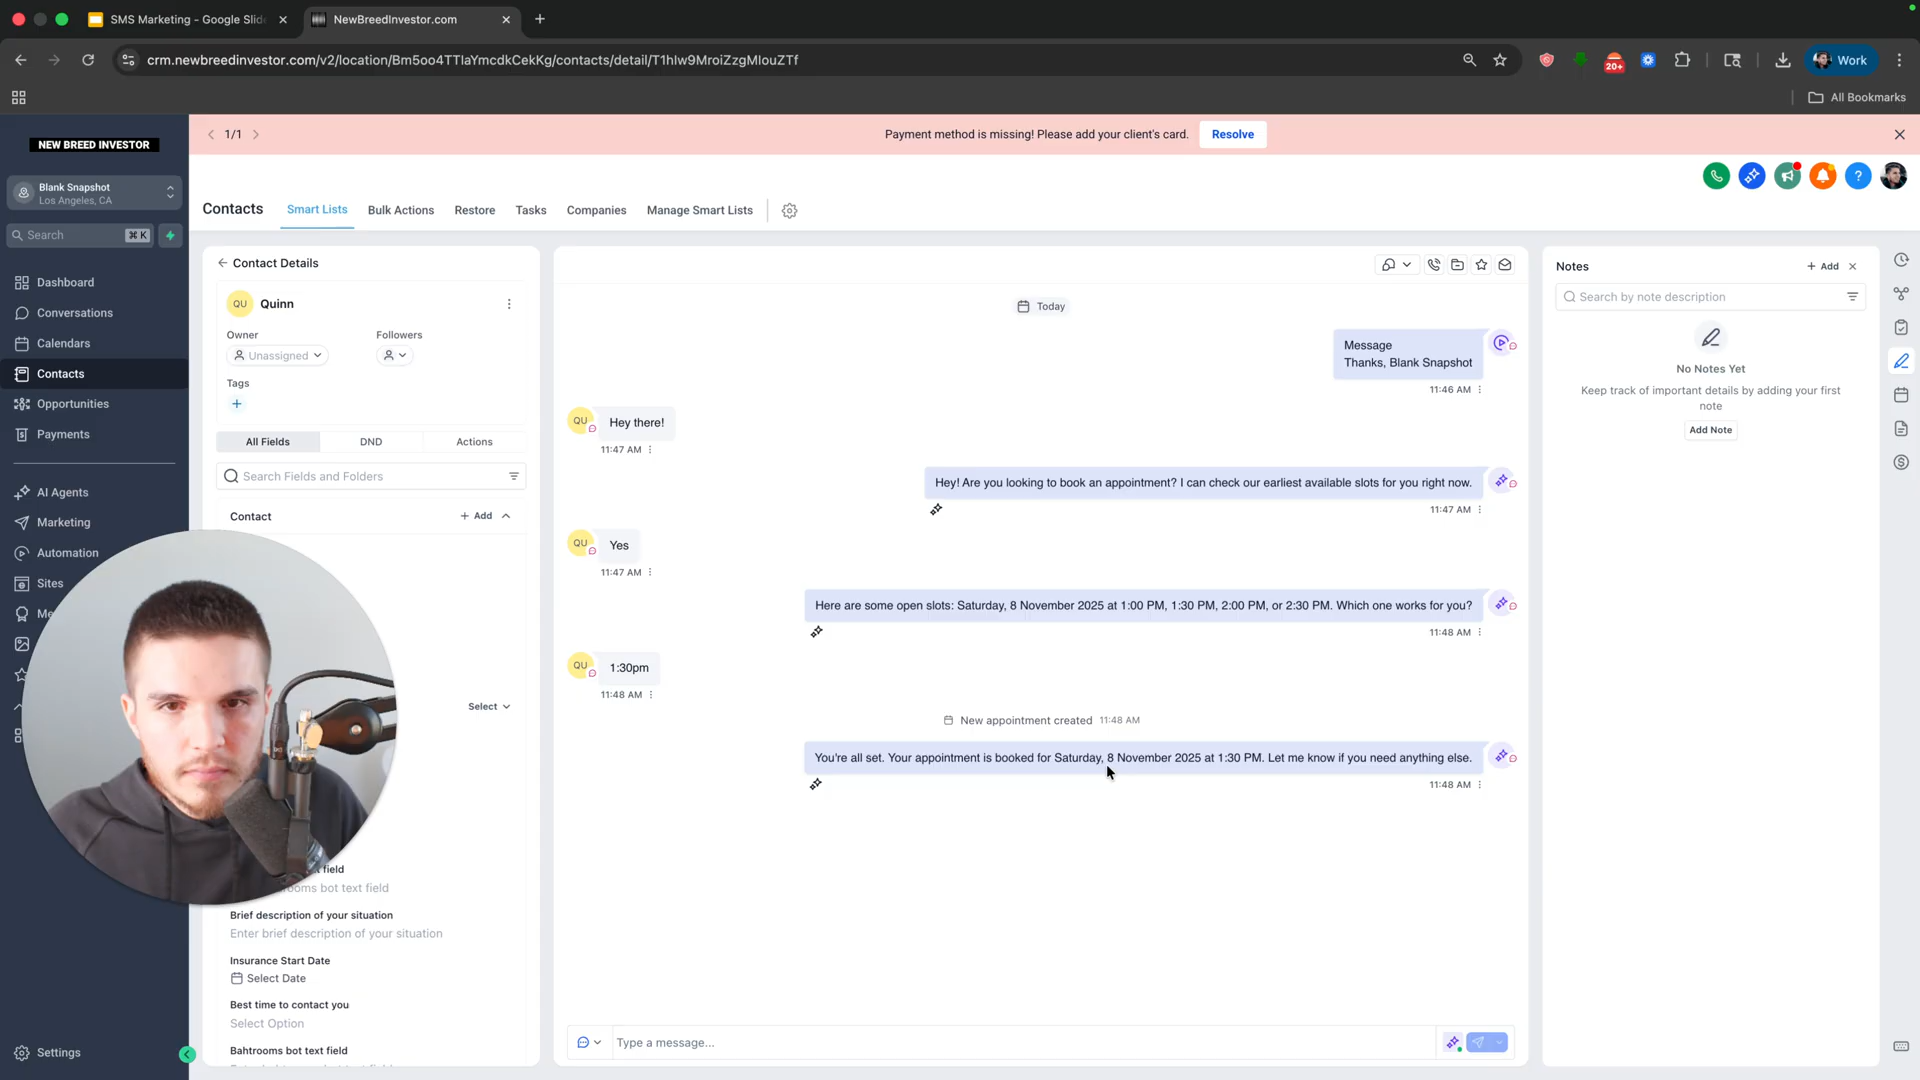 SMS Marketing - Google Slid
NewBreedInvestor.com
crm.newbreedinvestor.com/v2/location/Bm5oo4TTlaYmcdkCekKg/contacts/detail/T1hlw9MroiZzgMlouZTf
20+
Work
All Bookmarks
NEW BREED INVESTOR
1/1
Payment method is missing! Please add your client's card.
Resolve
Blank Snapshot
Los Angeles, CA
Search
⌘ K
Dashboard
Conversations
Calendars
Contacts
Opportunities
Payments
AI Agents
Marketing
Automation
Sites
Me
Settings
Contacts
Smart Lists
Bulk Actions
Restore
Tasks
Companies
Manage Smart Lists
?
Contact Details
QU
Quinn
Owner
Followers
Unassigned
Tags
+
All Fields
DND
Actions
Search Fields and Folders
Contact
+ Add
Select
t field
ooms bot text field
Brief description of your situation
Enter brief description of your situation
Insurance Start Date
Select Date
Best time to contact you
Select Option
Bahtrooms bot text field
Today
Message
Thanks, Blank Snapshot
11:46 AM
QU
Hey there!
11:47 AM
Hey! Are you looking to book an appointment? I can check our earliest available slots for you right now.
11:47 AM
QU
Yes
11:47 AM
Here are some open slots: Saturday, 8 November 2025 at 1:00 PM, 1:30 PM, 2:00 PM, or 2:30 PM. Which one works for you?
11:48 AM
QU
1:30pm
11:48 AM
New appointment created 11:48 AM
You're all set. Your appointment is booked for Saturday, 8 November 2025 at 1:30 PM. Let me know if you need anything else.
11:48 AM
Type a message...
Notes
+ Add
Search by note description
No Notes Yet
Keep track of important details by adding your first
note
Add Note